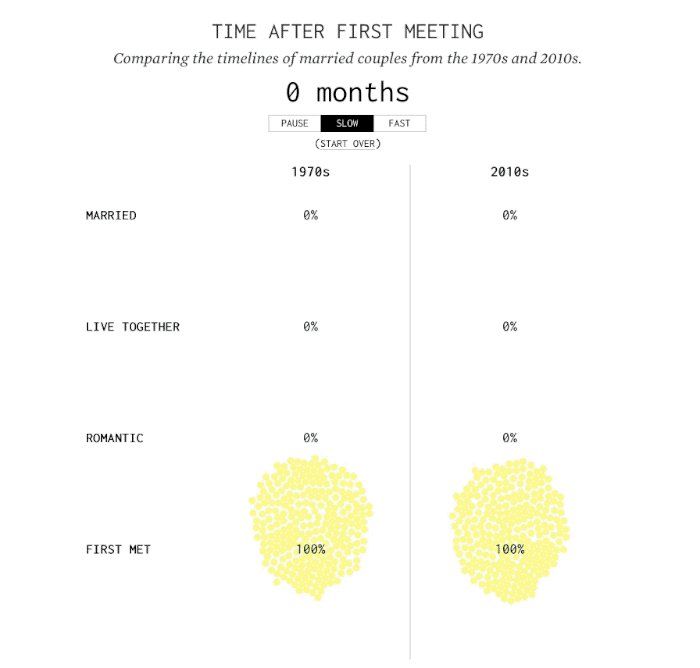 TIME AFTER FIRST MEETING
Comparing the timelines of married couples from the 1970s and 2010s.
0 months
PAUSE SLOW FAST
(START OVER)
1970s 2010s
MARRIED 0% 0%
LIVE TOGETHER 0% 0%
ROMANTIC 0% 0%
FIRST MET 100% 100%